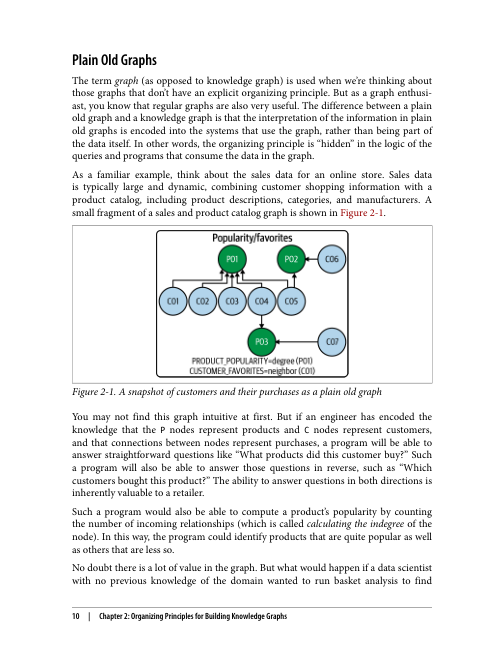 Plain Old Graphs
The term graph (as opposed to knowledge graph) is used when we're thinking about
those graphs that don't have an explicit organizing principle. But as a graph enthusi-
ast, you know that regular graphs are also very useful. The difference between a plain
old graph and a knowledge graph is that the interpretation of the information in plain
old graphs is encoded into the systems that use the graph, rather than being part of
the data itself. In other words, the organizing principle is “hidden” in the logic of the
queries and programs that consume the data in the graph.
As a familiar example, think about the sales data for an online store. Sales data
is typically large and dynamic, combining customer shopping information with a
product catalog, including product descriptions, categories, and manufacturers. A
small fragment of a sales and product catalog graph is shown in Figure 2-1.
Popularity/favorites
P01 P02 C06
C01 C02 C03 C04 C05
P03 C07
PRODUCT_POPULARITY=degree (P01)
CUSTOMER_FAVORITES=neighbor (C01)
Figure 2-1. A snapshot of customers and their purchases as a plain old graph
You may not find this graph intuitive at first. But if an engineer has encoded the
knowledge that the P nodes represent products and C nodes represent customers,
and that connections between nodes represent purchases, a program will be able to
answer straightforward questions like “What products did this customer buy?” Such
a program will also be able to answer those questions in reverse, such as “Which
customers bought this product?” The ability to answer questions in both directions is
inherently valuable to a retailer.
Such a program would also be able to compute a product's popularity by counting
the number of incoming relationships (which is called calculating the indegree of the
node). In this way, the program could identify products that are quite popular as well
as others that are less so.
No doubt there is a lot of value in the graph. But what would happen if a data scientist
with no previous knowledge of the domain wanted to run basket analysis to find
10 | Chapter 2: Organizing Principles for Building Knowledge Graphs